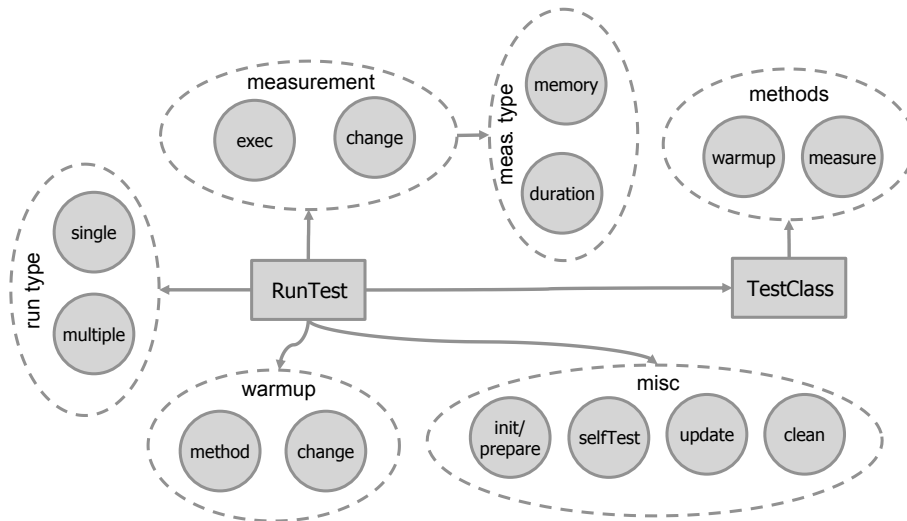 measurement
exec
change
meas. type
memory
duration
methods
warmup
measure
run type
single
multiple
RunTest
TestClass
warmup
method
change
misc
init/
prepare
selfTest
update
clean